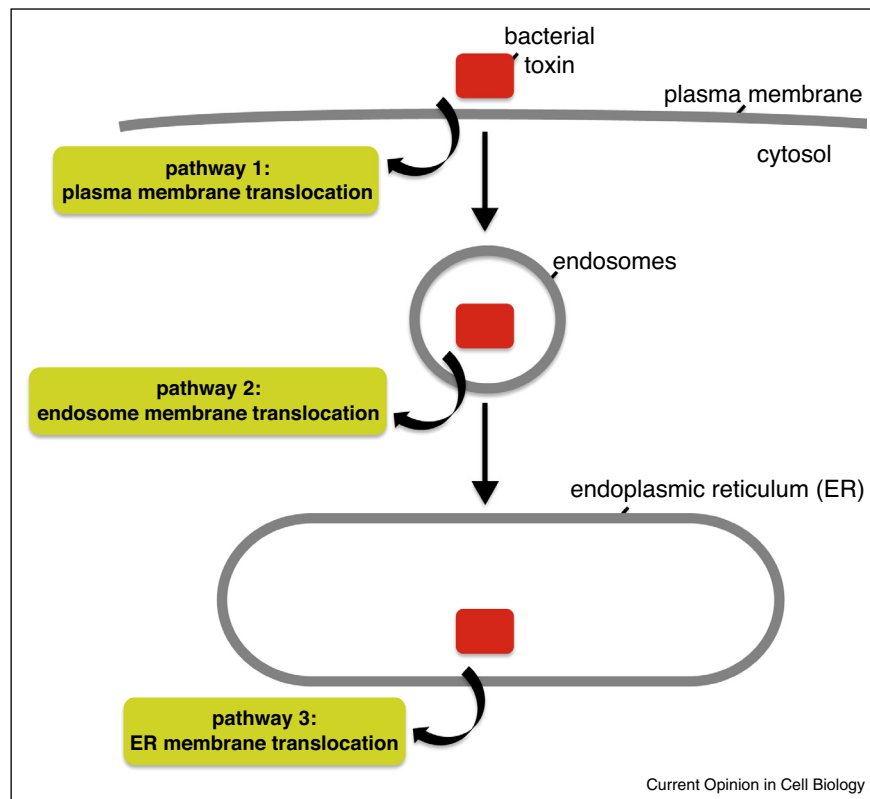 bacterial
toxin
plasma membrane
cytosol
pathway 1:
plasma membrane translocation
endosomes
pathway 2:
endosome membrane translocation
endoplasmic reticulum (ER)
pathway 3:
ER membrane translocation
Current Opinion in Cell Biology